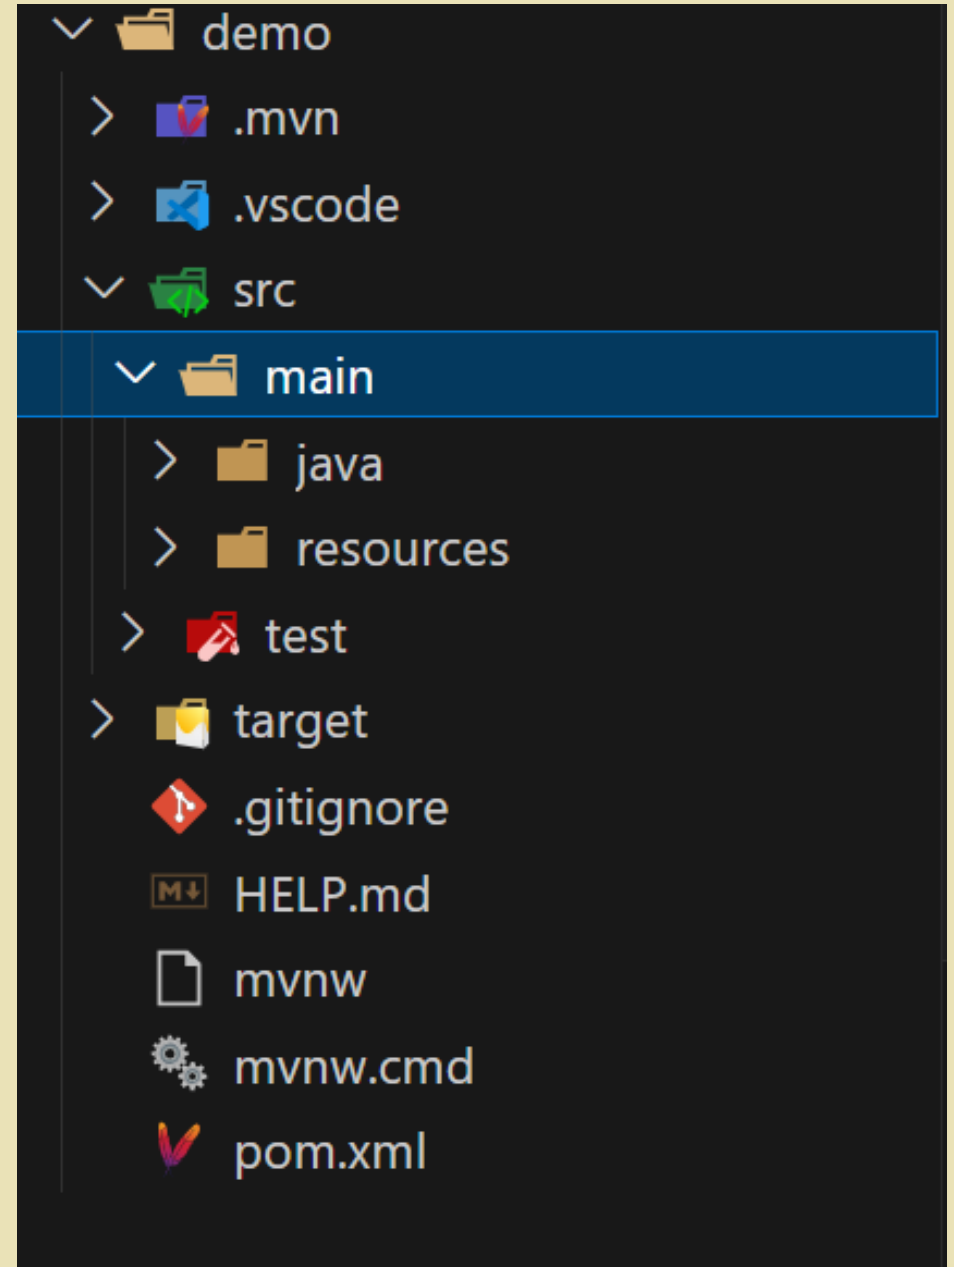 demo
.mvn
.vscode
src
main
java
resources
test
target
.gitignore
HELP.md
mvnw
mvnw.cmd
pom.xml